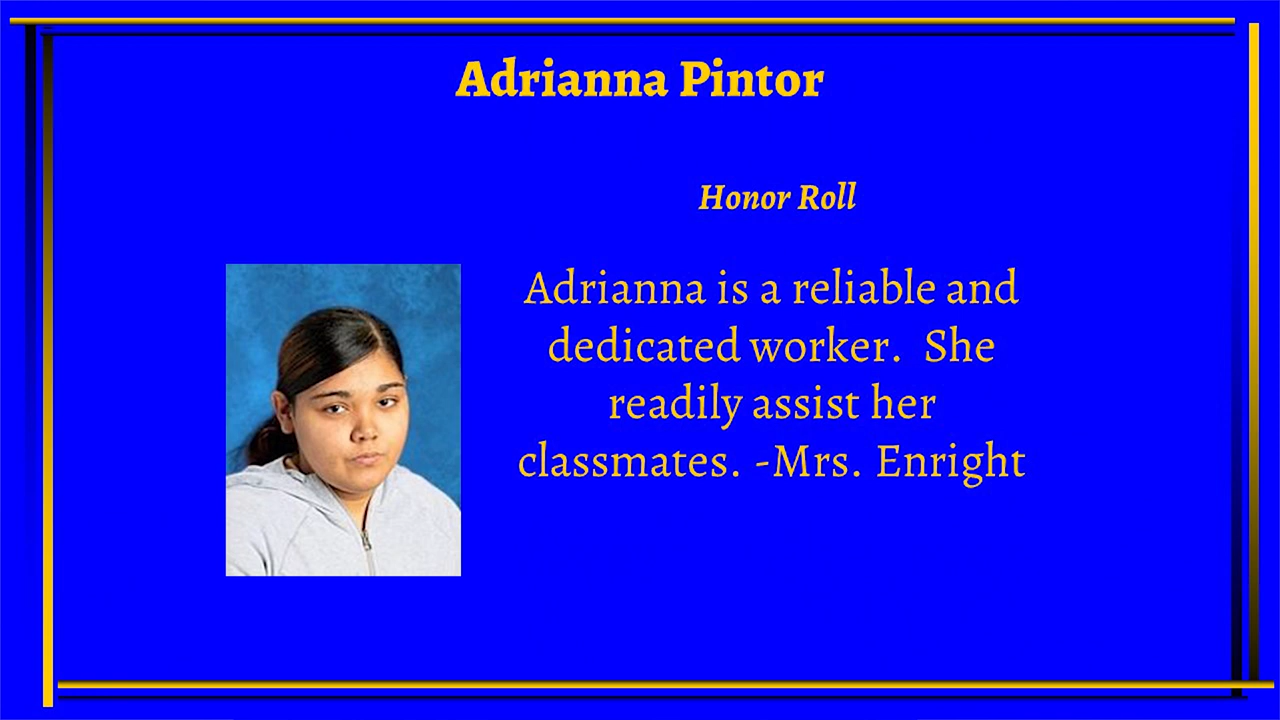 Adrianna Pintor
Honor Roll
Adrianna is a reliable and
dedicated worker.  She
readily assist her
classmates. -Mrs. Enright